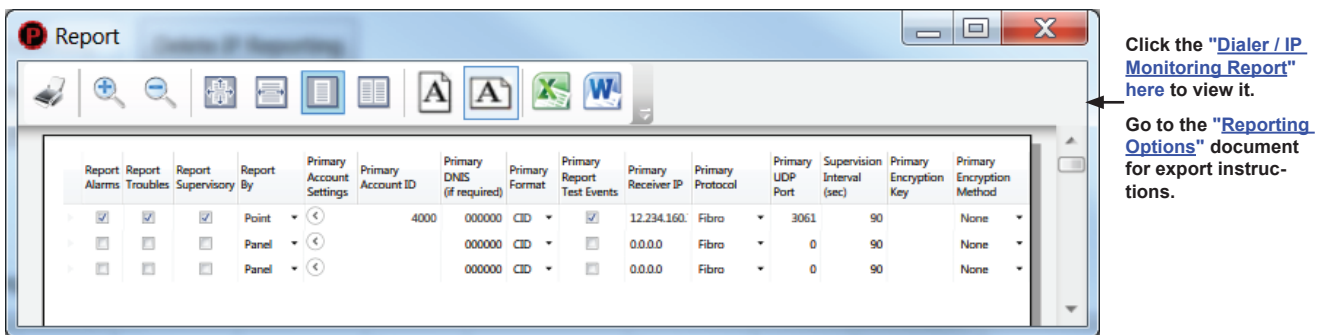 Report
Report Alarms Report Troubles Report Supervisory Report By Primary Account Settings Primary Account ID Primary DNIS (if required) Primary Format Primary Report Test Events Primary Receiver IP Primary Protocol Primary UDP Port Supervision Interval (sec) Primary Encryption Key Primary Encryption Method
Point 4000 000000 CID 12.234.160. Fibro 3061 90 None
Panel 000000 CID 0.0.0.0 Fibro 0 90 None
Panel 000000 CID 0.0.0.0 Fibro 0 90 None
Click the "Dialer / IP
Monitoring Report"
here to view it.
Go to the "Reporting
Options" document
for export instruc-
tions.